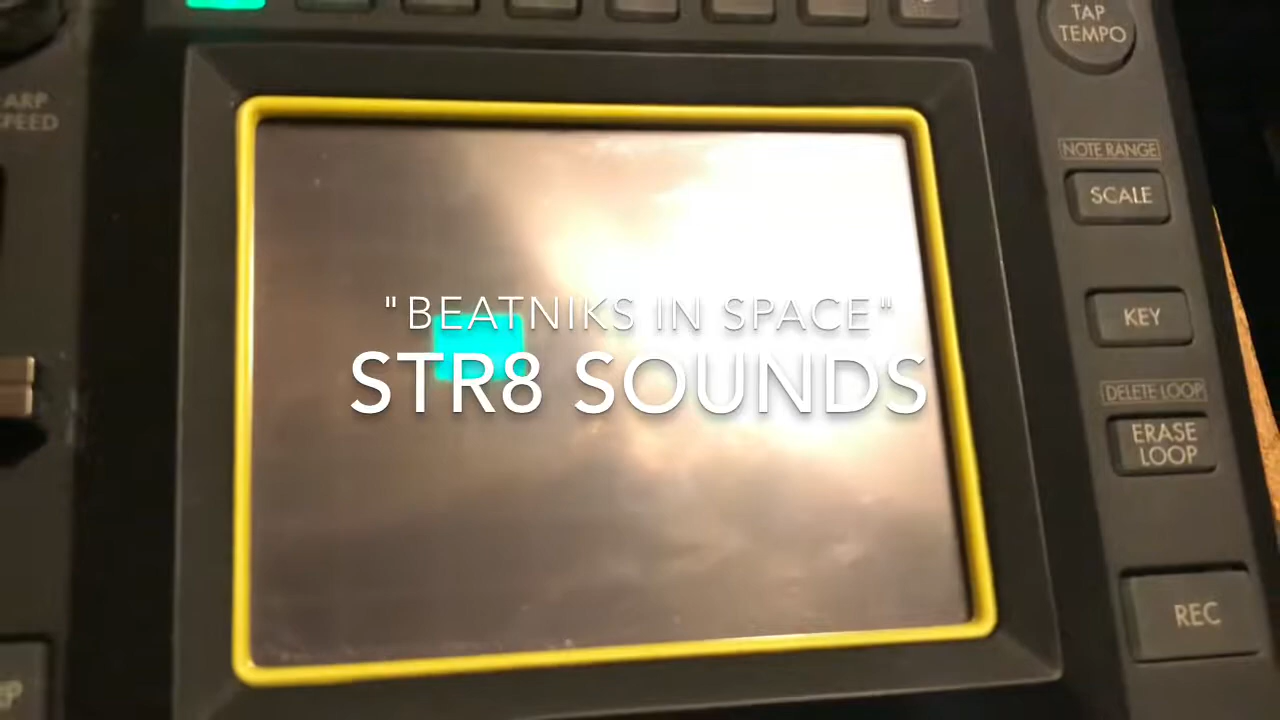 TAP
TEMPO
ARP
SPEED
NOTE RANGE
SCALE
"BEATNIKS IN SPACE"
STR8 SOUNDS
KEY
DELETE LOOP
ERASE
LOOP
REC